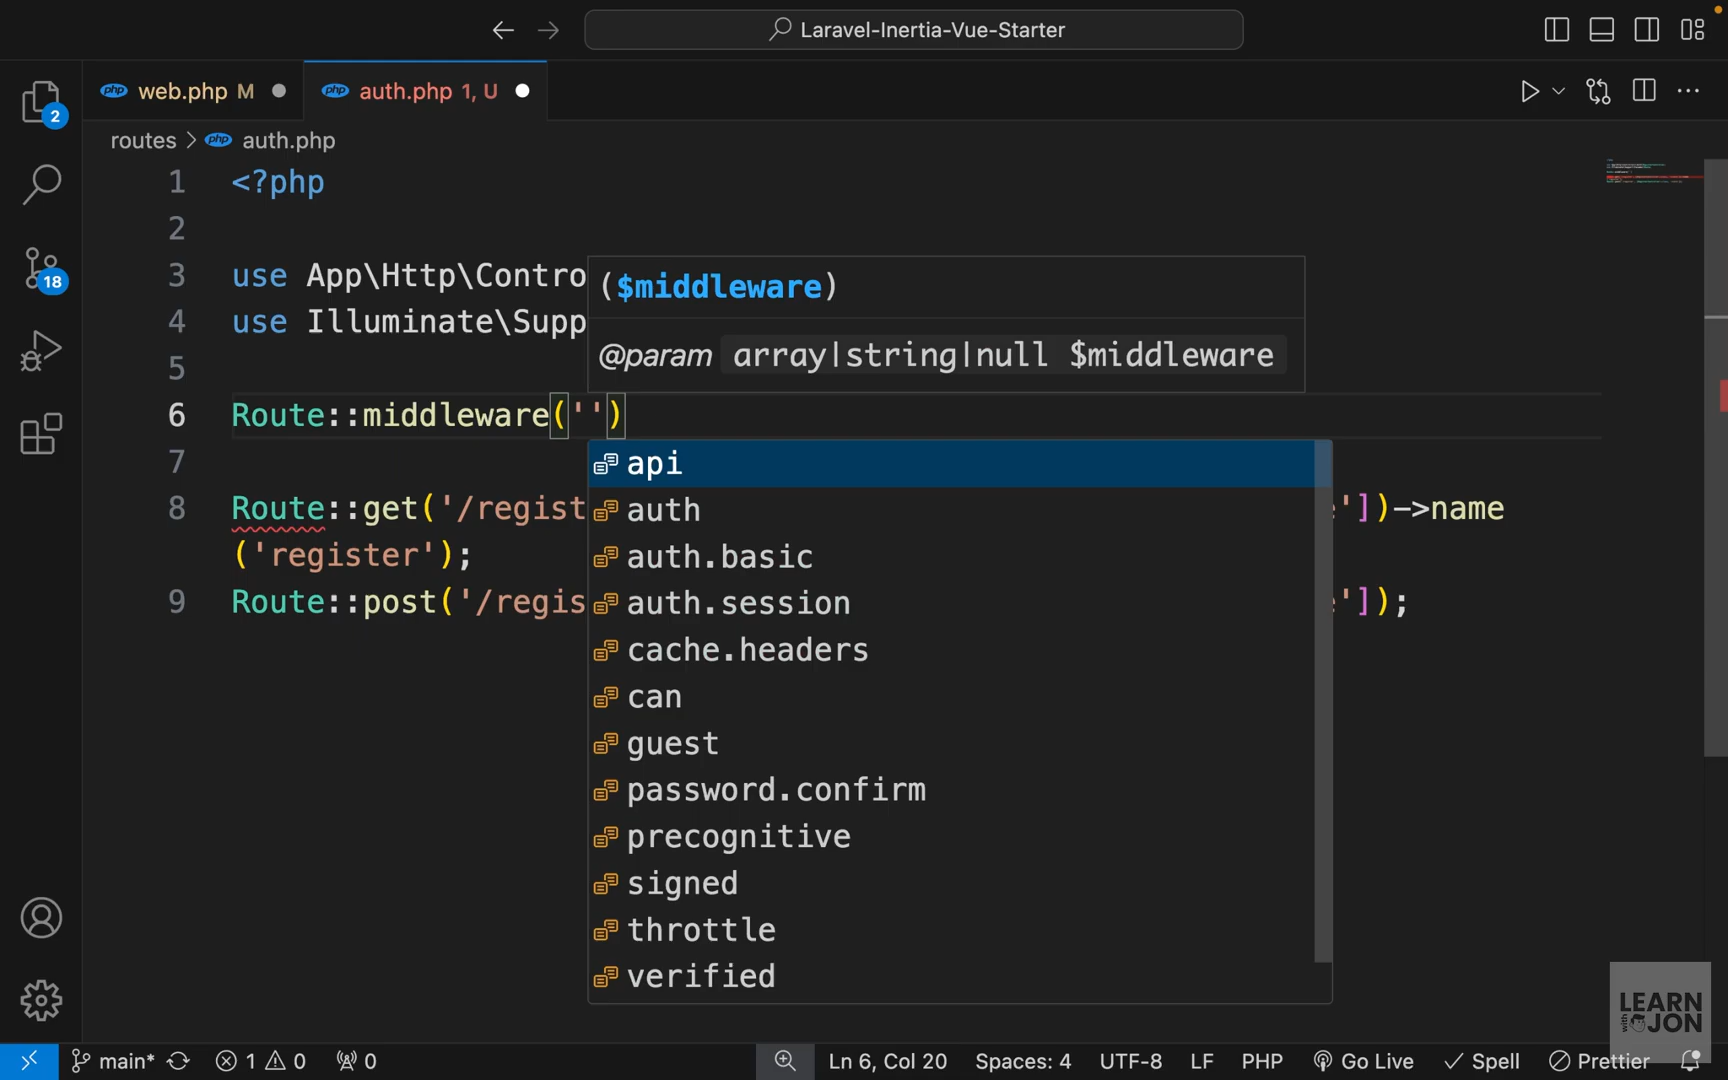 Laravel-Inertia-Vue-Starter
php web.php M
php auth.php 1, U
2
routes > php auth.php
1 <?php
2
3 use App\Http\Contro
4 use Illuminate\Supp
5
6 Route::middleware('')
7
8 Route::get('/regist '])->name
('register');
9 Route::post('/regis ']);
($middleware)
@param array|string|null $middleware
api
auth
auth.basic
auth.session
cache.headers
can
guest
password.confirm
precognitive
signed
throttle
verified
18
LEARN
with JON
main* 1 0 0 Ln 6, Col 20 Spaces: 4 UTF-8 LF PHP Go Live Spell Prettier